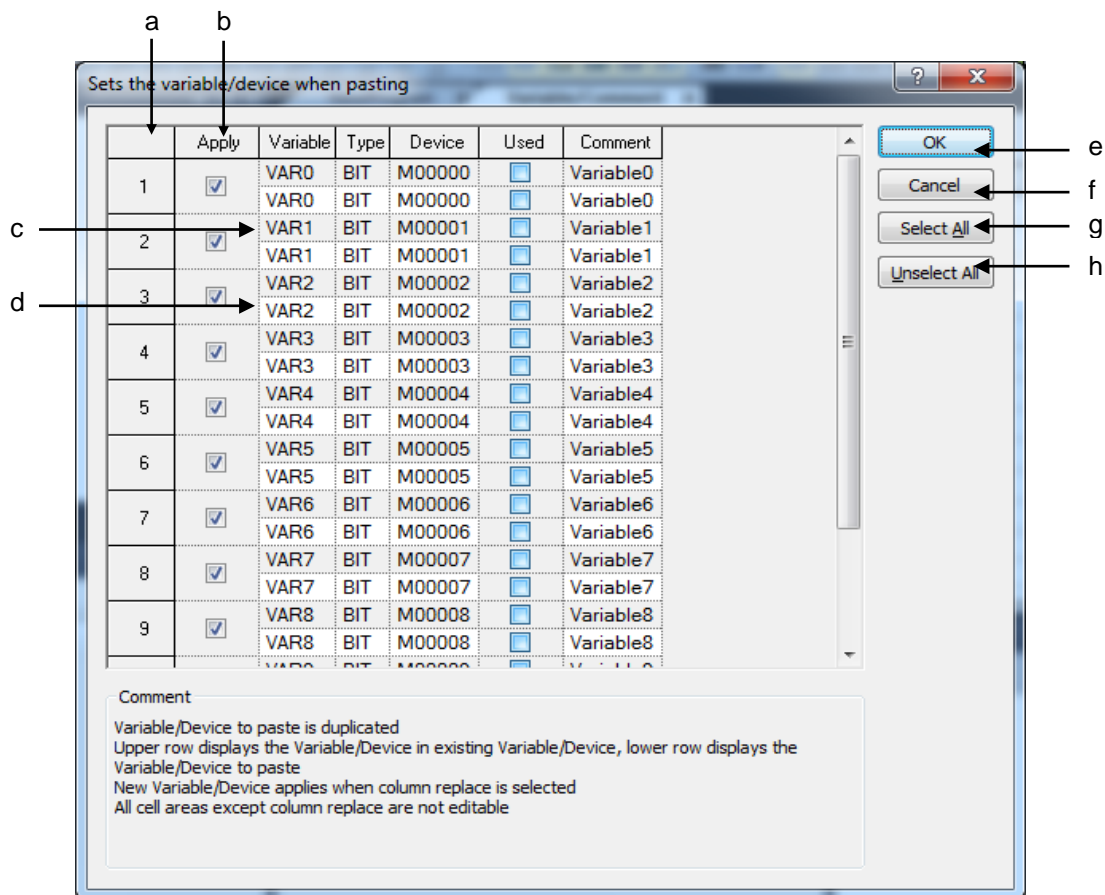 a b
Sets the variable/device when pasting
Apply Variable Type Device Used Comment
1 VAR0 BIT M00000 Variable0
VAR0 BIT M00000 Variable0
2 VAR1 BIT M00001 Variable1
VAR1 BIT M00001 Variable1
3 VAR2 BIT M00002 Variable2
VAR2 BIT M00002 Variable2
4 VAR3 BIT M00003 Variable3
VAR3 BIT M00003 Variable3
5 VAR4 BIT M00004 Variable4
VAR4 BIT M00004 Variable4
6 VAR5 BIT M00005 Variable5
VAR5 BIT M00005 Variable5
7 VAR6 BIT M00006 Variable6
VAR6 BIT M00006 Variable6
8 VAR7 BIT M00007 Variable7
VAR7 BIT M00007 Variable7
9 VAR8 BIT M00008 Variable8
VAR8 BIT M00008 Variable8
c
d
OK e
Cancel f
Select All g
Unselect All h
Comment
Variable/Device to paste is duplicated
Upper row displays the Variable/Device in existing Variable/Device, lower row displays the
Variable/Device to paste
New Variable/Device applies when column replace is selected
All cell areas except column replace are not editable